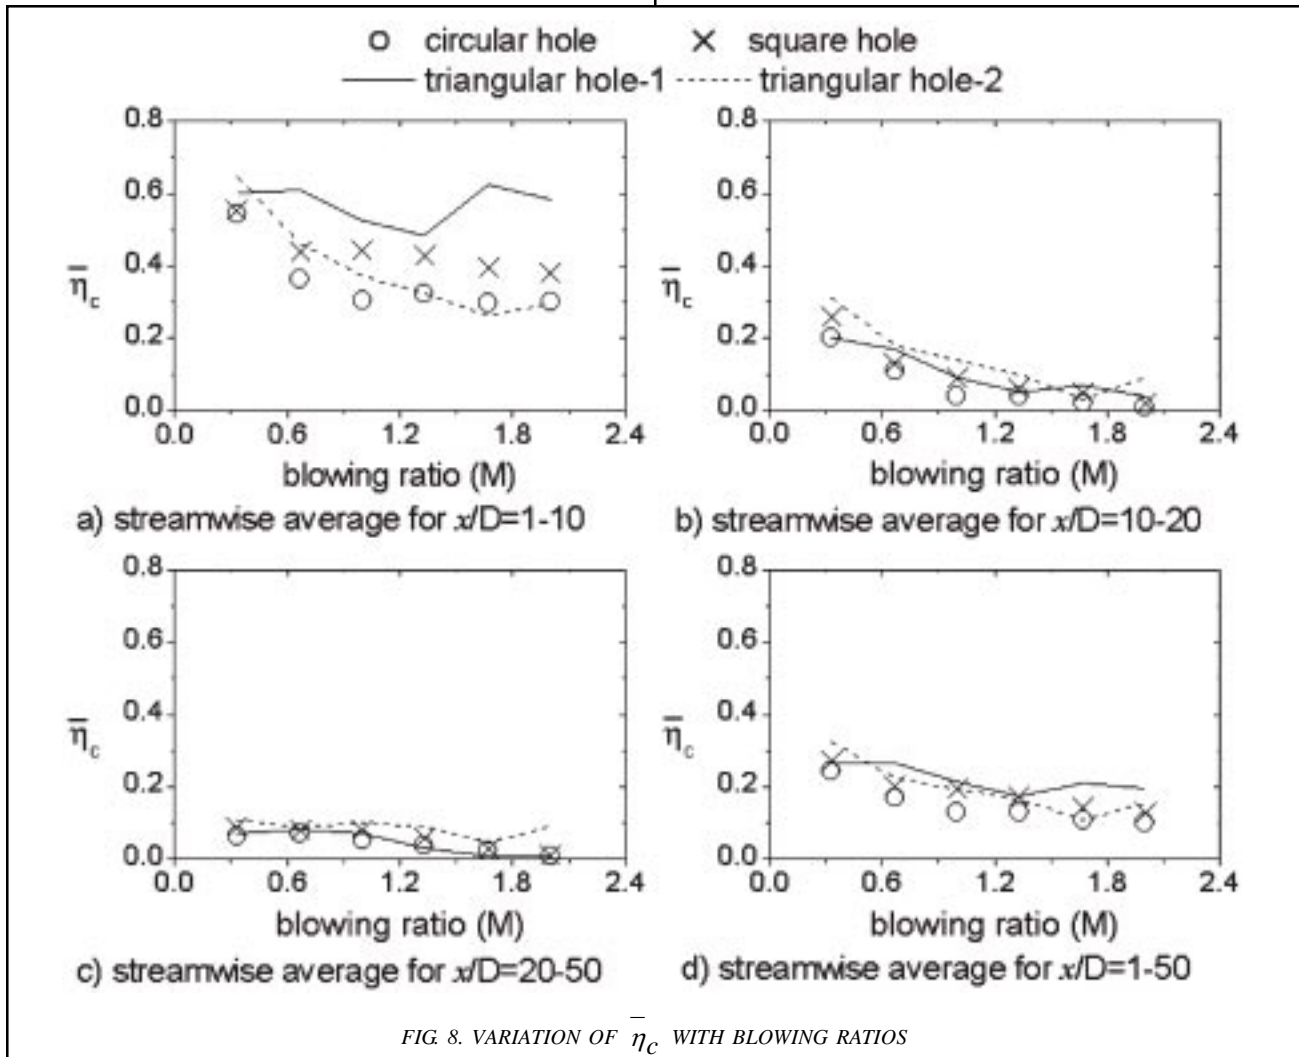 circular hole square hole
triangular hole-1 triangular hole-2
0.8
0.6
0.4
0.2
0.0
η̅c
0.0 0.6 1.2 1.8 2.4
blowing ratio (M)
a) streamwise average for x/D=1-10
0.8
0.6
0.4
0.2
0.0
η̅c
0.0 0.6 1.2 1.8 2.4
blowing ratio (M)
b) streamwise average for x/D=10-20
0.8
0.6
0.4
0.2
0.0
η̅c
0.0 0.6 1.2 1.8 2.4
blowing ratio (M)
c) streamwise average for x/D=20-50
0.8
0.6
0.4
0.2
0.0
η̅c
0.0 0.6 1.2 1.8 2.4
blowing ratio (M)
d) streamwise average for x/D=1-50
FIG. 8. VARIATION OF η̅c WITH BLOWING RATIOS